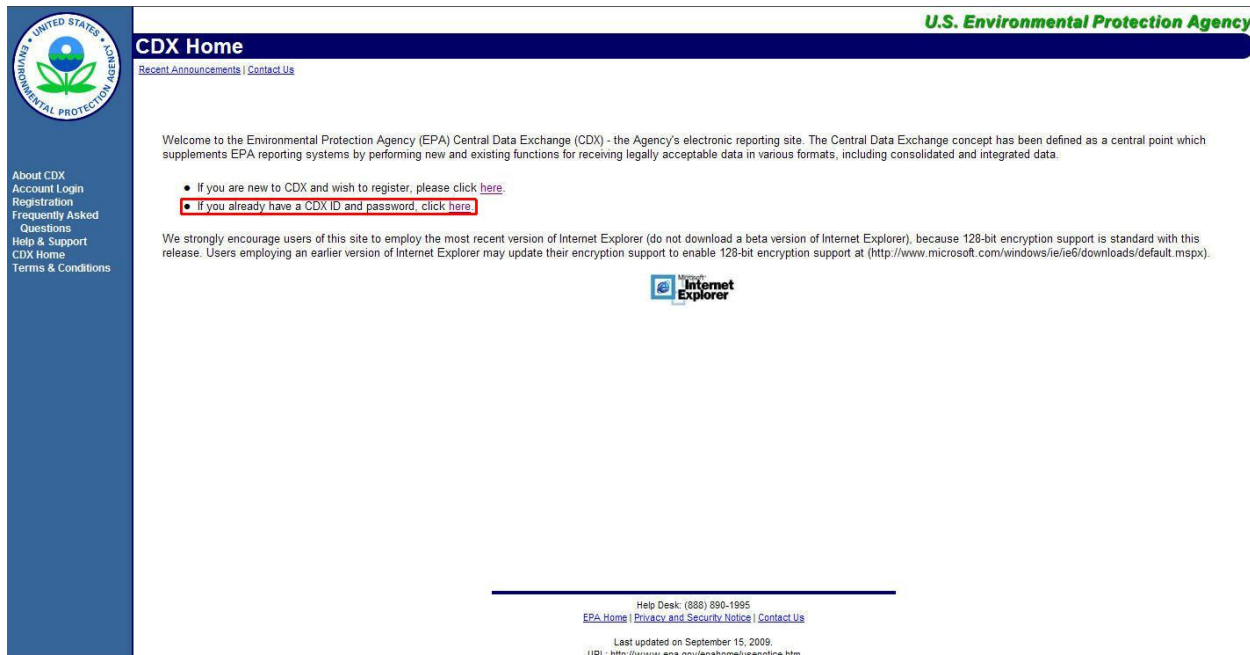 U.S. Environmental Protection Agency
UNITED STATES
ENVIRONMENTAL PROTECTION AGENCY
CDX Home
Recent Announcements | Contact Us
About CDX
Account Login
Registration
Frequently Asked
Questions
Help & Support
CDX Home
Terms & Conditions
Welcome to the Environmental Protection Agency (EPA) Central Data Exchange (CDX) - the Agency's electronic reporting site. The Central Data Exchange concept has been defined as a central point which
supplements EPA reporting systems by performing new and existing functions for receiving legally acceptable data in various formats, including consolidated and integrated data.
● If you are new to CDX and wish to register, please click here.
● If you already have a CDX ID and password, click here.
We strongly encourage users of this site to employ the most recent version of Internet Explorer (do not download a beta version of Internet Explorer), because 128-bit encryption support is standard with this
release. Users employing an earlier version of Internet Explorer may update their encryption support to enable 128-bit encryption support at (http://www.microsoft.com/windows/ie/ie6/downloads/default.mspx).
Microsoft
Internet
Explorer
Help Desk: (888) 890-1995
EPA Home | Privacy and Security Notice | Contact Us
Last updated on September 15, 2009.
URL: http://www.epa.gov/epahome/usenotice.htm